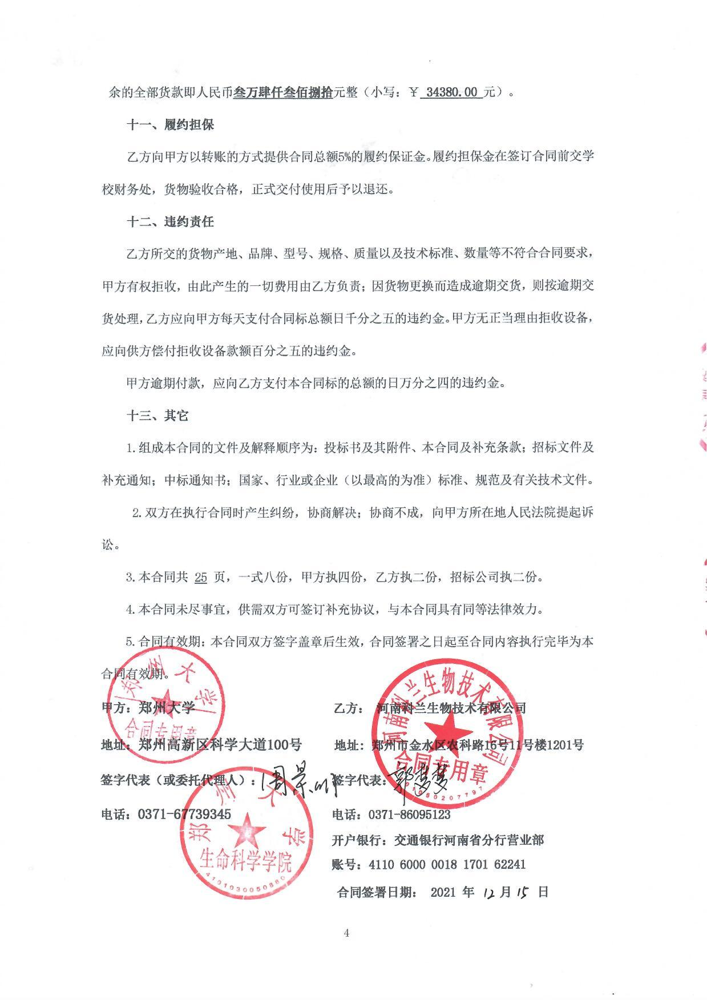 余的全部货款即人民币叁万肆仟叁佰捌拾元整（小写：￥ 34380.00 元）。
十一、履约担保
乙方向甲方以转账的方式提供合同总额5%的履约保证金。履约担保金在签订合同前交学
校财务处，货物验收合格，正式交付使用后予以退还。
十二、违约责任
乙方所交的货物产地、品牌、型号、规格、质量以及技术标准、数量等不符合合同要求，
甲方有权拒收，由此产生的一切费用由乙方负责；因货物更换而造成逾期交货，则按逾期交
货处理，乙方应向甲方每天支付合同标总额日千分之五的违约金。甲方无正当理由拒收设备，
应向供方偿付拒收设备款额百分之五的违约金。
甲方逾期付款，应向乙方支付本合同标的总额的日万分之四的违约金。
十三、其它
1.组成本合同的文件及解释顺序为：投标书及其附件、本合同及补充条款；招标文件及
补充通知；中标通知书；国家、行业或企业（以最高的为准）标准、规范及有关技术文件。
2.双方在执行合同时产生纠纷，协商解决；协商不成，向甲方所在地人民法院提起诉
讼。
3.本合同共 25 页，一式八份，甲方执四份，乙方执二份，招标公司执二份。
4.本合同未尽事宜，供需双方可签订补充协议，与本合同具有同等法律效力。
5.合同有效期：本合同双方签字盖章后生效，合同签署之日起至合同内容执行完毕为本
合同有效期。
郑州大学
合同专用章
河南科兰生物技术有限公司
合同专用章
4101050207797
甲方：郑州大学 乙方： 河南科兰生物技术有限公司
地址：郑州高新区科学大道100号 地址：郑州市金水区农科路16号11号楼1201号
签字代表（或委托代理人）：周景 签字代表：郑
电话：0371-67739345 电话：0371-86095123
郑州大学
生命科学学院
4101030050880
开户银行：交通银行河南省分行营业部
账号：4110 6000 0018 1701 62241
合同签署日期： 2021 年 12 月 15 日
4